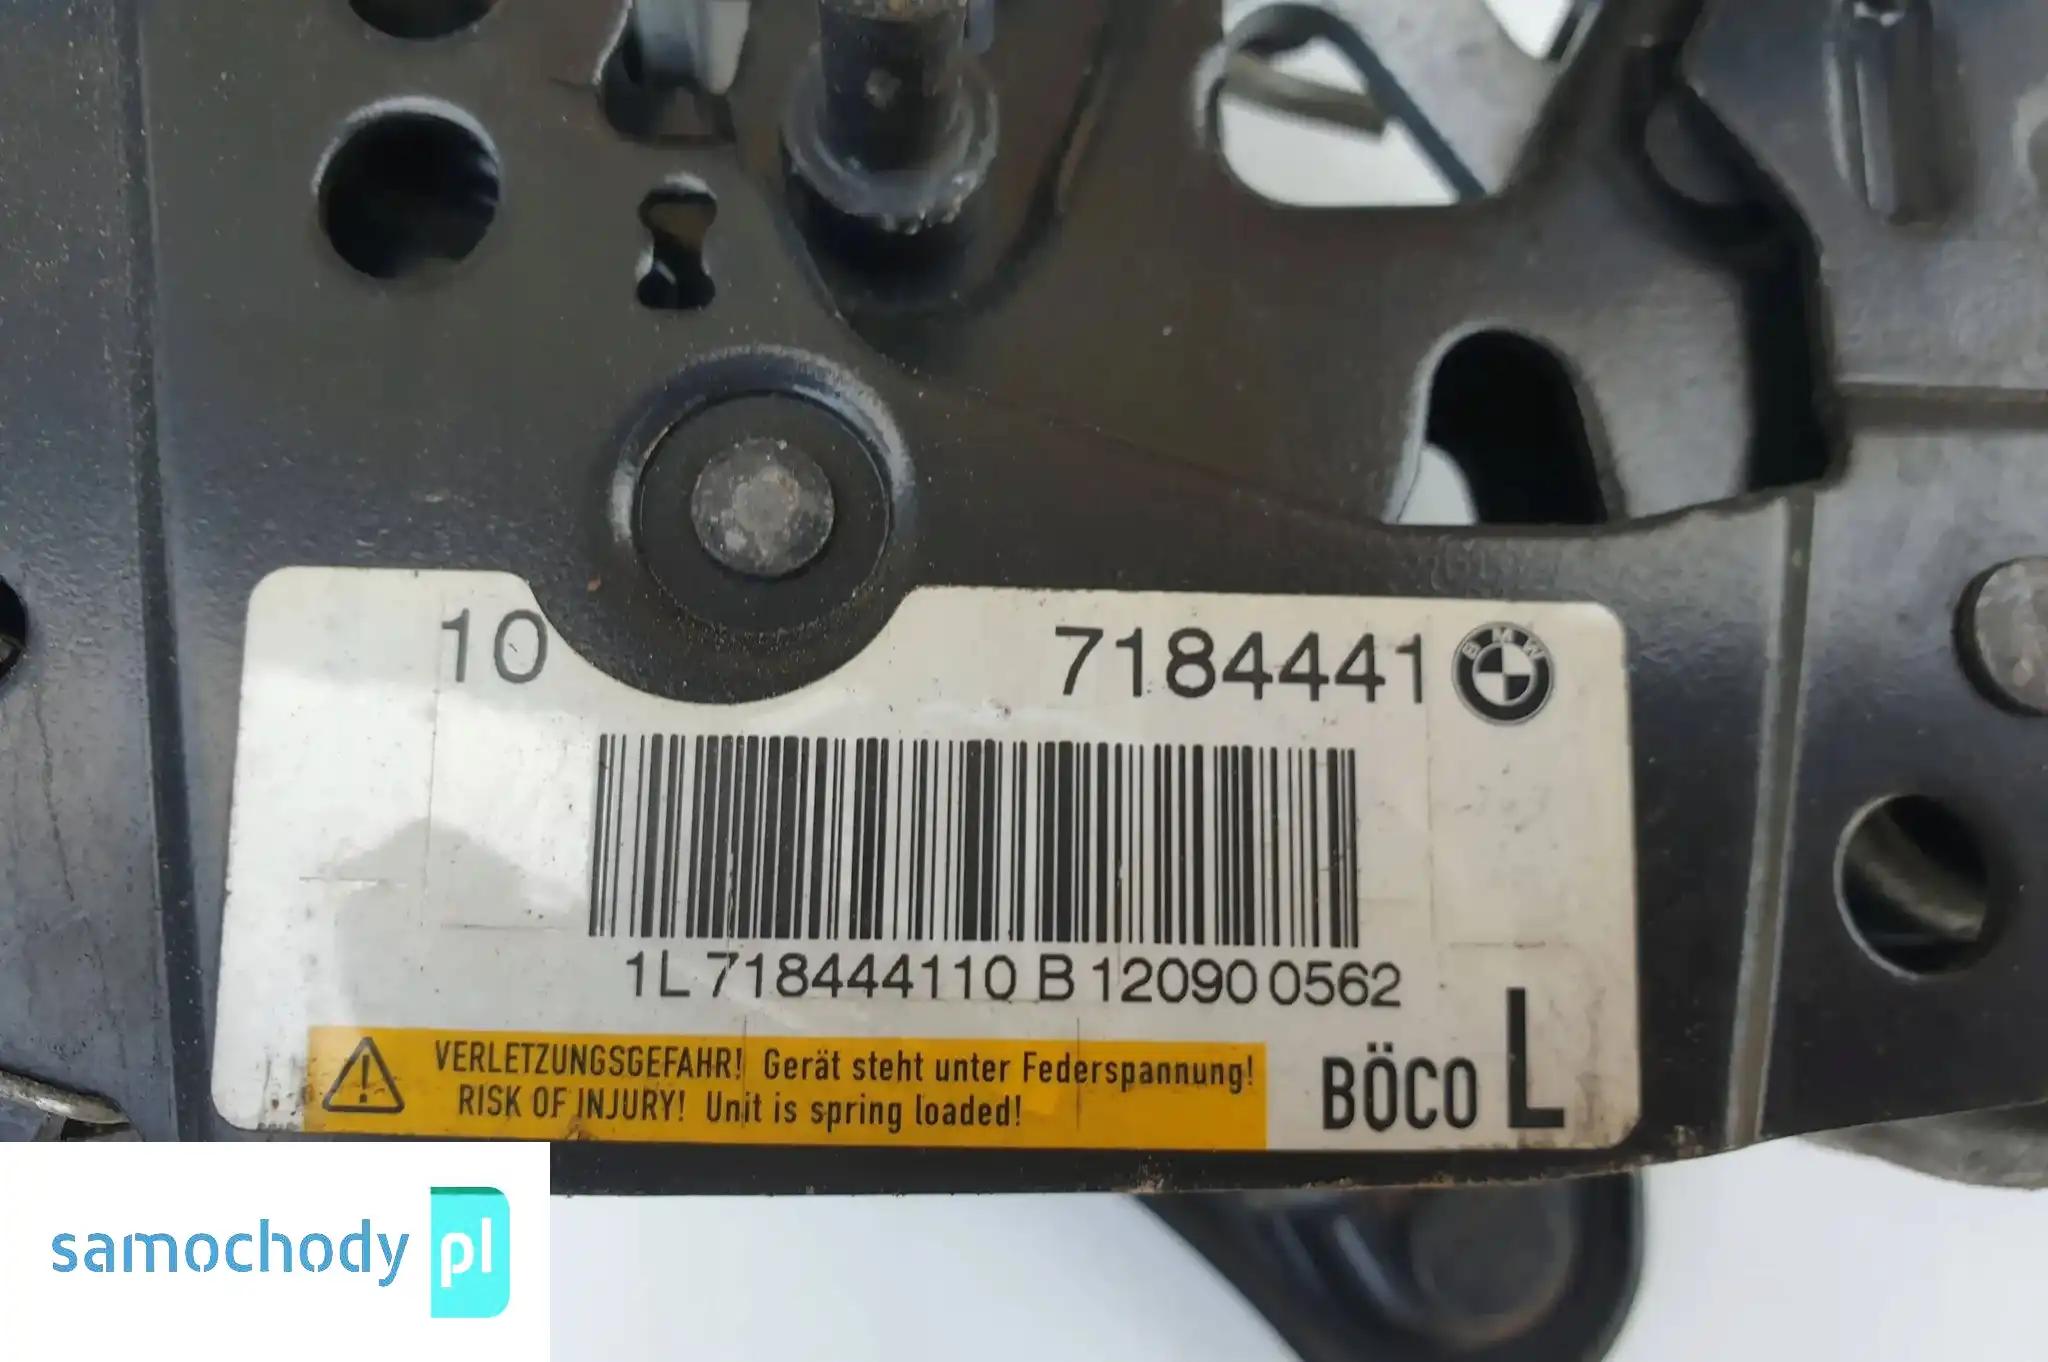 10
7184441
BMW
1L 718444110 B 120900 0562
VERLETZUNGSGEFAHR! Gerät steht unter Federspannung!
RISK OF INJURY! Unit is spring loaded!
BÖCO L
samochody pl